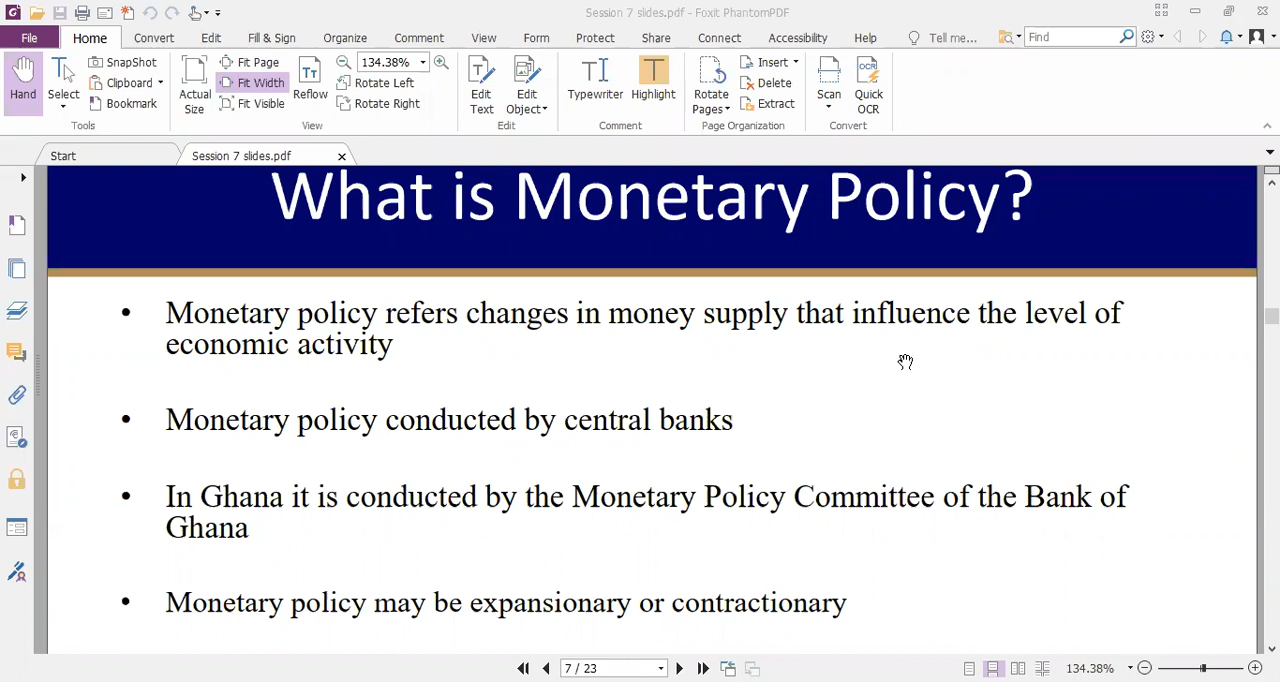 Session 7 slides.pdf - Foxit PhantomPDF
File Home Convert Edit Fill & Sign Organize Comment View Form Protect Share Connect Accessibility Help Tell me... Find
Hand Select SnapShot Clipboard Bookmark Actual Size Fit Page Fit Width Fit Visible Reflow 134.38% Rotate Left Rotate Right Edit Text Edit Object Typewriter Highlight Rotate Pages Insert Delete Extract Scan Quick OCR
Tools View Edit Comment Page Organization Convert
Start Session 7 slides.pdf
What is Monetary Policy?
• Monetary policy refers changes in money supply that influence the level of
economic activity
• Monetary policy conducted by central banks
• In Ghana it is conducted by the Monetary Policy Committee of the Bank of
Ghana
• Monetary policy may be expansionary or contractionary
7 / 23 134.38%